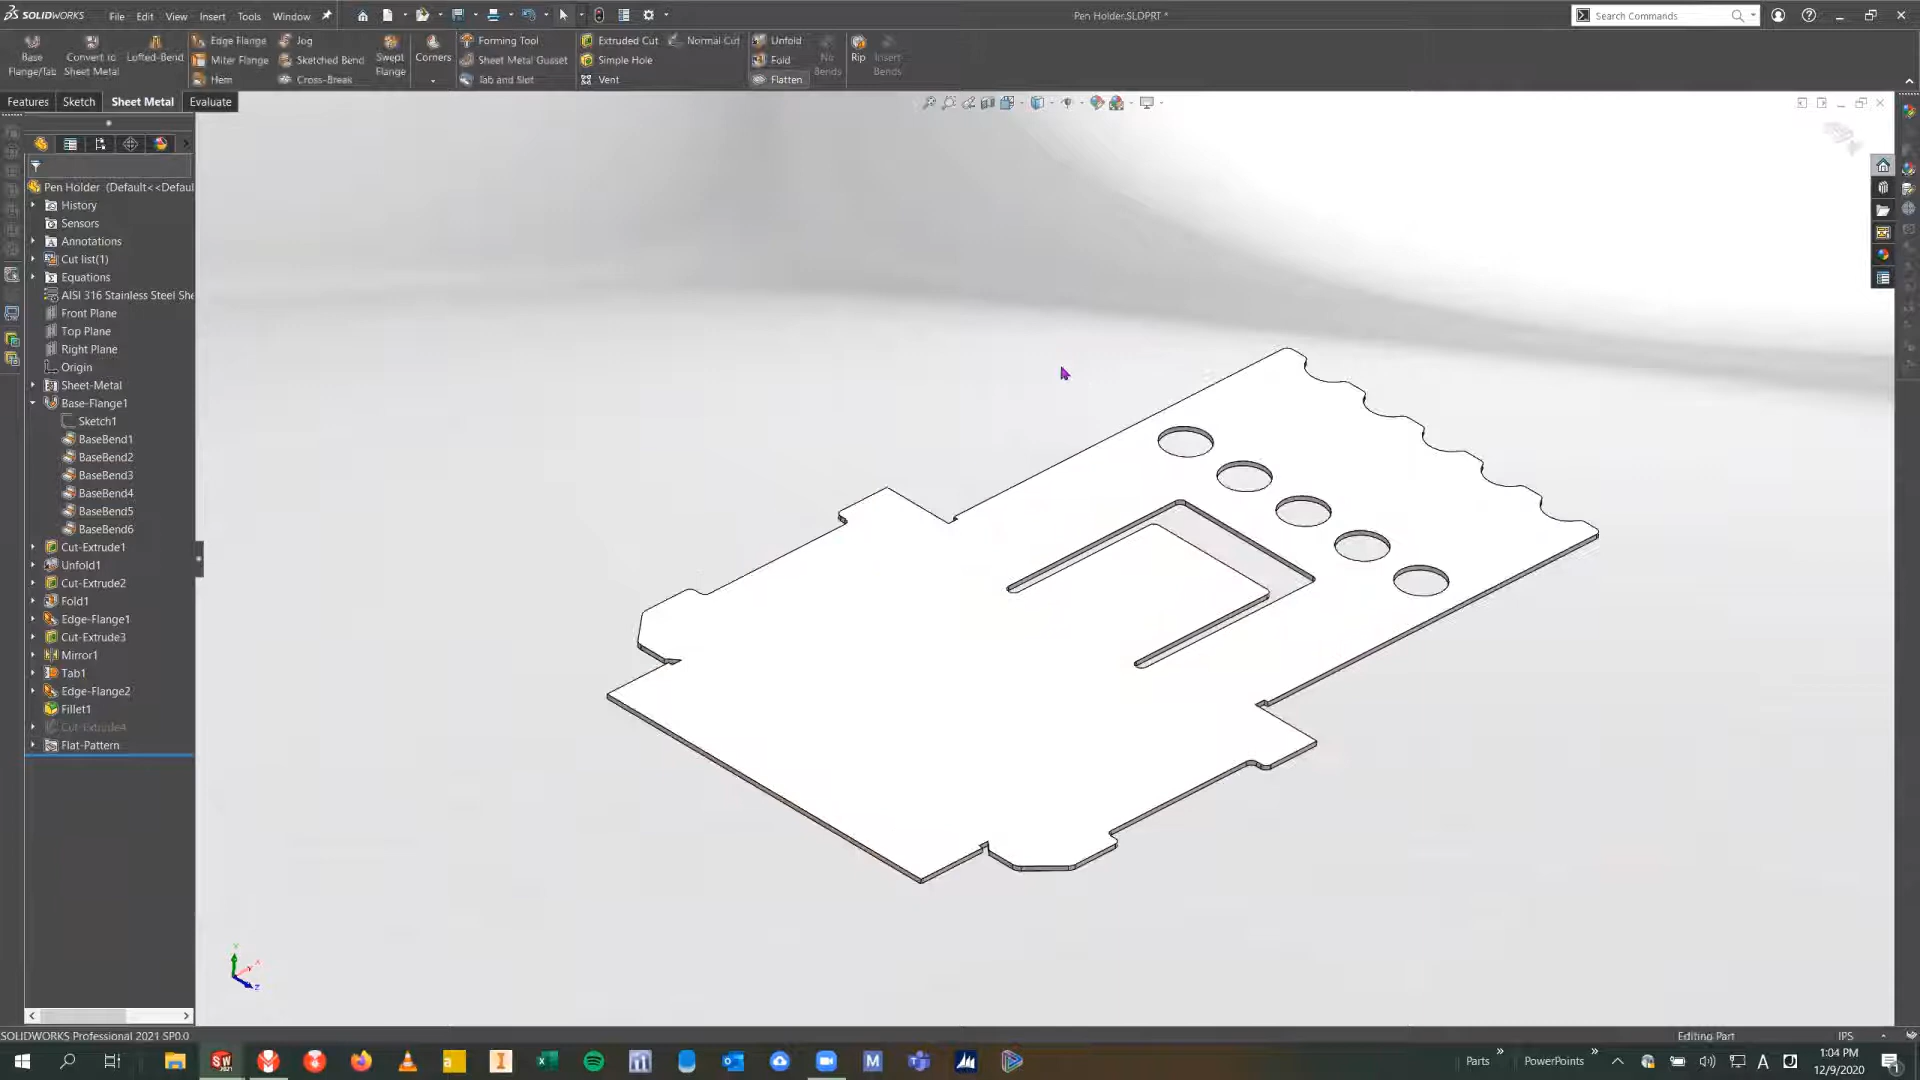 SOLIDWORKS File Edit View Insert Tools Window Pen Holder.SLDPRT * Search Commands
Base Flange/Tab
Convert to Sheet Metal
Lofted-Bend
Edge Flange
Miter Flange
Hem
Jog
Sketched Bend
Cross-Break
Swept Flange
Corners
Forming Tool
Sheet Metal Gusset
Tab and Slot
Extruded Cut
Simple Hole
Vent
Normal Cut
Unfold
Fold
Flatten
No Bends
Rip
Insert Bends
Features Sketch Sheet Metal Evaluate
Pen Holder (Default<<Defaul
History
Sensors
Annotations
Cut list(1)
Equations
AISI 316 Stainless Steel She
Front Plane
Top Plane
Right Plane
Origin
Sheet-Metal
Base-Flange1
Sketch1
BaseBend1
BaseBend2
BaseBend3
BaseBend4
BaseBend5
BaseBend6
Cut-Extrude1
Unfold1
Cut-Extrude2
Fold1
Edge-Flange1
Cut-Extrude3
Mirror1
Tab1
Edge-Flange2
Fillet1
Cut-Extrude4
Flat-Pattern
Y
X
Z
SOLIDWORKS Professional 2021 SP0.0 Editing Part IPS
Parts » PowerPoints » 1:04 PM
12/9/2020